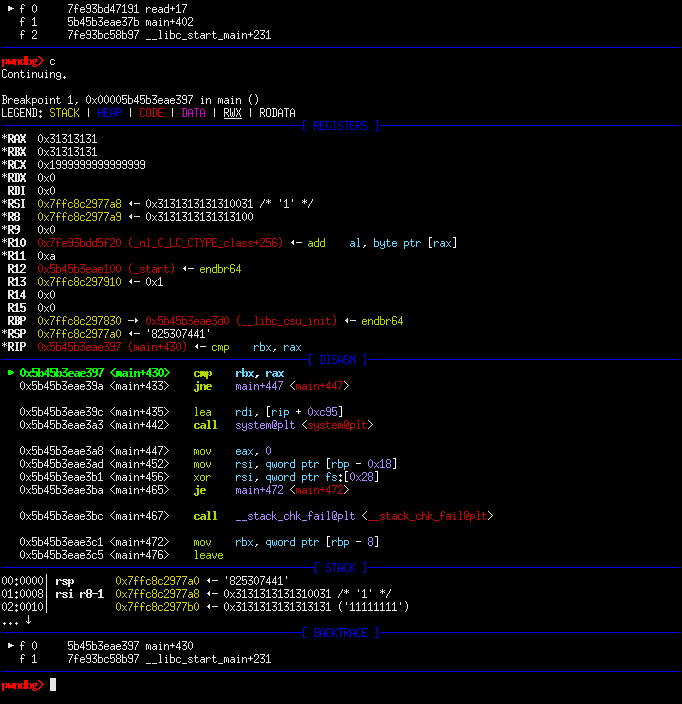 ► f 0     7fe93bd47191 read+17
f 1     5b45b3eae37b main+402
f 2     7fe93bc58b97 __libc_start_main+231
pwndbg> c
Continuing.
Breakpoint 1, 0x00005b45b3eae397 in main ()
LEGEND: STACK | HEAP | CODE | DATA | RWX | RODATA
[ REGISTERS ]
*RAX  0x31313131
*RBX  0x31313131
*RCX  0x1999999999999999
*RDX  0x0
RDI  0x0
*RSI  0x7ffc8c2977a8 ◂— 0x3131313131310031 /* '1' */
*R8   0x7ffc8c2977a9 ◂— 0x3131313131313100
*R9   0x0
*R10  0x7fe93bdd5f20 (_nl_C_LC_CTYPE_class+256) ◂— add    al, byte ptr [rax]
*R11  0xa
R12  0x5b45b3eae100 (_start) ◂— endbr64
R13  0x7ffc8c297910 ◂— 0x1
R14  0x0
R15  0x0
RBP  0x7ffc8c297830 —▸ 0x5b45b3eae3d0 (__libc_csu_init) ◂— endbr64
*RSP  0x7ffc8c2977a0 ◂— '825307441'
*RIP  0x5b45b3eae397 (main+430) ◂— cmp    rbx, rax
[ DISASM ]
► 0x5b45b3eae397 <main+430>    cmp    rbx, rax
0x5b45b3eae39a <main+433>    jne    main+447 <main+447>
0x5b45b3eae39c <main+435>    lea    rdi, [rip + 0xc95]
0x5b45b3eae3a3 <main+442>    call   system@plt <system@plt>
0x5b45b3eae3a8 <main+447>    mov    eax, 0
0x5b45b3eae3ad <main+452>    mov    rsi, qword ptr [rbp - 0x18]
0x5b45b3eae3b1 <main+456>    xor    rsi, qword ptr fs:[0x28]
0x5b45b3eae3ba <main+465>    je     main+472 <main+472>
0x5b45b3eae3bc <main+467>    call   __stack_chk_fail@plt <__stack_chk_fail@plt>
0x5b45b3eae3c1 <main+472>    mov    rbx, qword ptr [rbp - 8]
0x5b45b3eae3c5 <main+476>    leave
[ STACK ]
00:0000│ rsp      0x7ffc8c2977a0 ◂— '825307441'
01:0008│ rsi r8-1  0x7ffc8c2977a8 ◂— 0x3131313131310031 /* '1' */
02:0010│          0x7ffc8c2977b0 ◂— 0x3131313131313131 ('11111111')
... ↓
[ BACKTRACE ]
► f 0     5b45b3eae397 main+430
f 1     7fe93bc58b97 __libc_start_main+231
pwndbg>